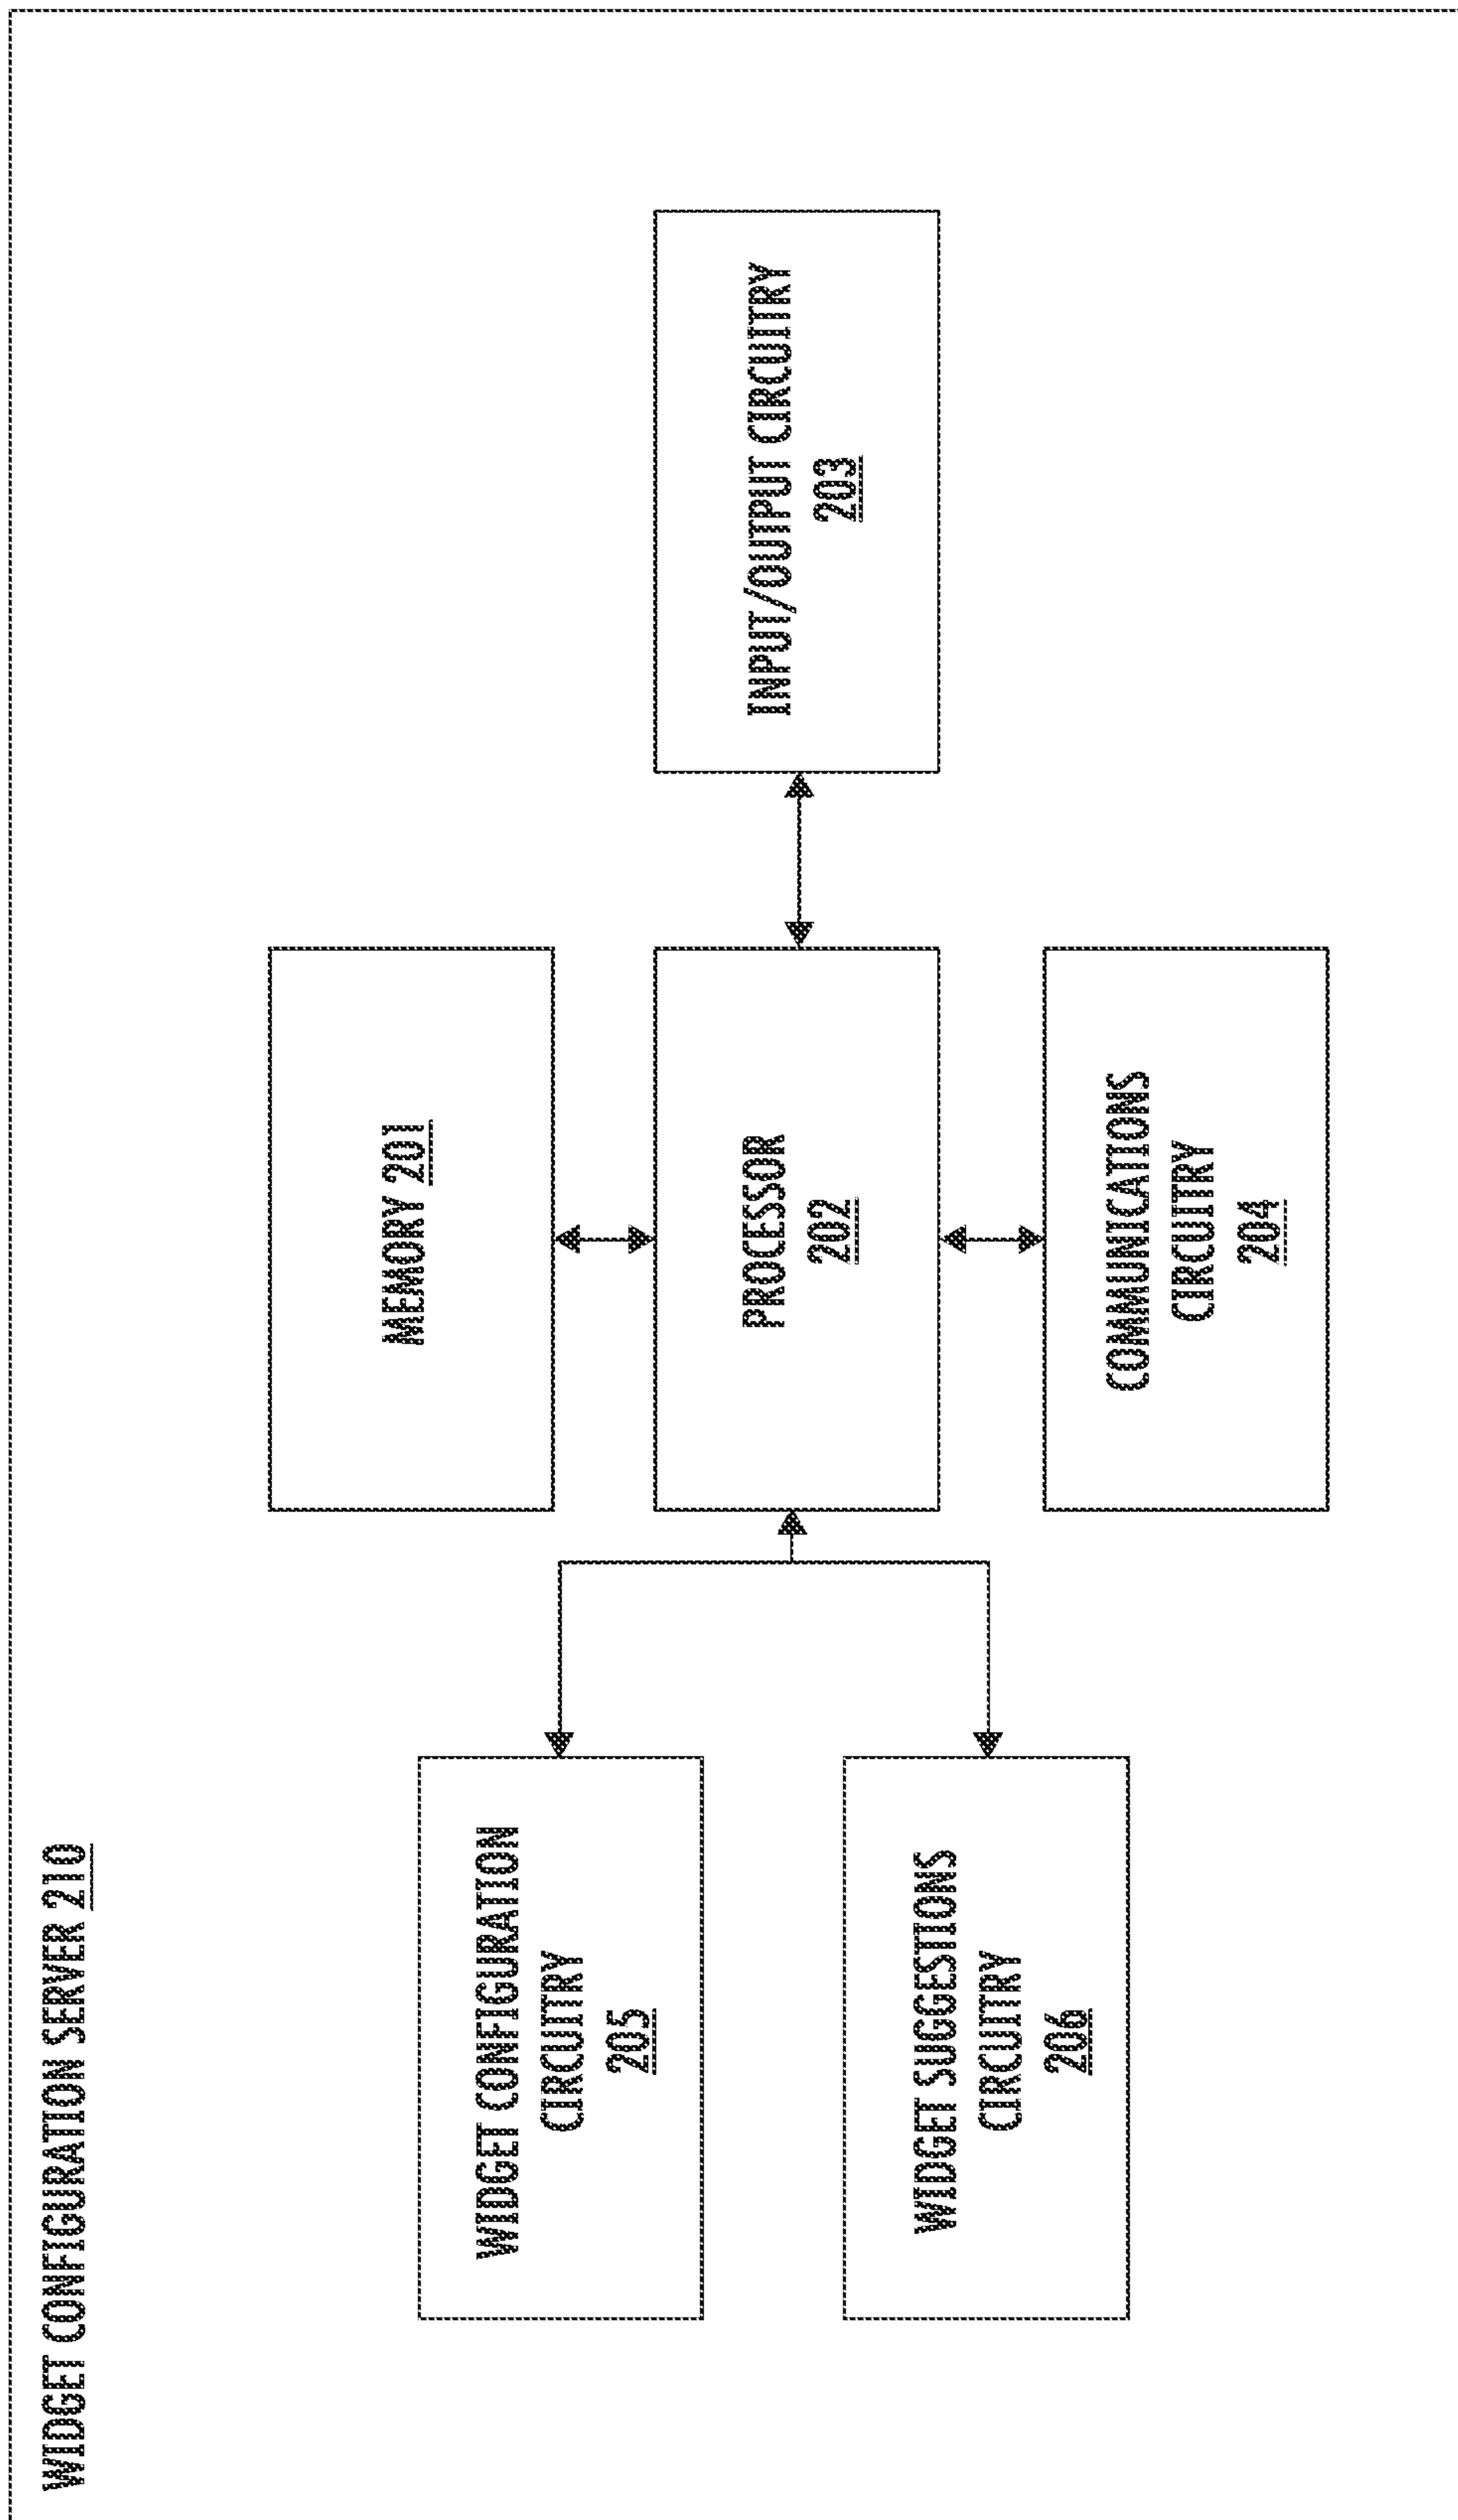 WIDGET CONFIGURATION SERVER 210
MEMORY 201
WIDGET CONFIGURATION
CIRCUITRY
205
PROCESSOR
202
INPUT/OUTPUT CIRCUITRY
203
WIDGET SUGGESTIONS
CIRCUITRY
206
COMMUNICATIONS
CIRCUITRY
204